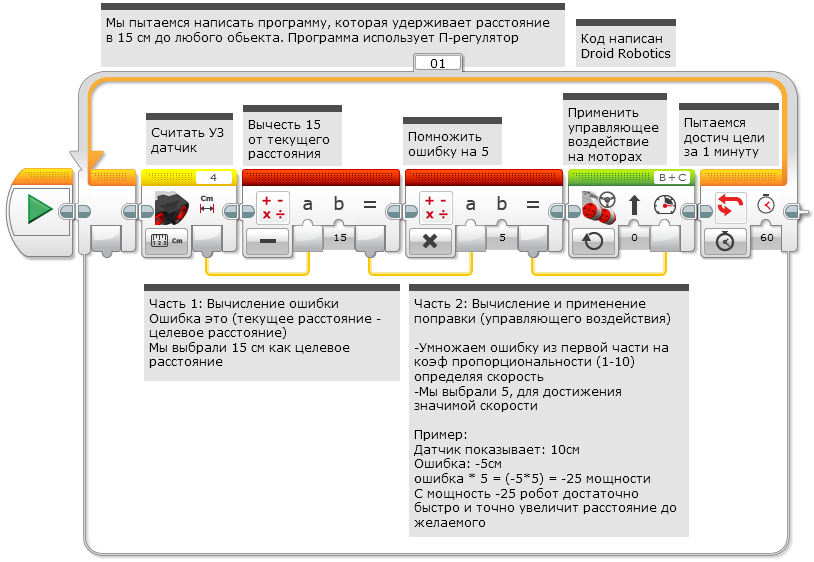 Мы пытаемся написать программу, которая удерживает расстояние
в 15 см до любого обьекта. Программа использует П-регулятор
Код написан
Droid Robotics
01
Считать УЗ
датчик
Вычесть 15
от текущего
расстояния
Помножить
ошибку на 5
Применить
управляющее
воздействие
на моторах
Пытаемся
достич цели
за 1 минуту
4
B+C
Cm
a b =
a b =
1 2 3 Cm
15
5
0
60
Часть 1: Вычисление ошибки
Ошибка это (текущее расстояние -
целевое расстояние)
Мы выбрали 15 см как целевое
расстояние
Часть 2: Вычисление и применение
поправки (управляющего воздействия)
-Умножаем ошибку из первой части на
коэф пропорциональности (1-10)
определяя скорость
-Мы выбрали 5, для достижения
значимой скорости
Пример:
Датчик показывает: 10см
Ошибка: -5см
ошибка * 5 = (-5*5) = -25 мощности
С мощность -25 робот достаточно
быстро и точно увеличит расстояние до
желаемого